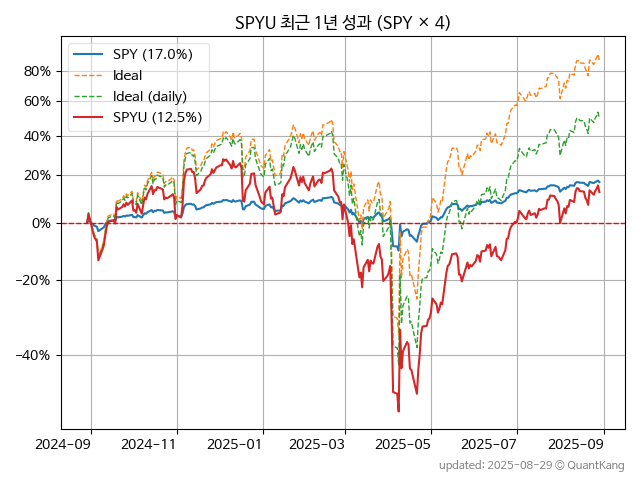 SPYU 최근 1년 성과 (SPY × 4)
SPY (17.0%)
Ideal
Ideal (daily)
SPYU (12.5%)
80%
60%
40%
20%
0%
−20%
−40%
2024-09 2024-11 2025-01 2025-03 2025-05 2025-07 2025-09
updated: 2025-08-29 © QuantKang